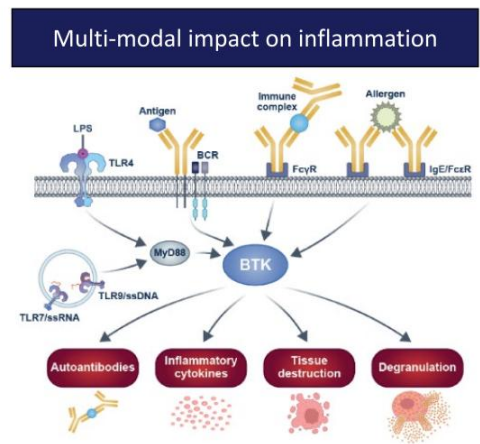 Multi-modal impact on inflammation
Immune
complex
Allergen
Antigen
LPS
TLR4
BCR
FcγR
IgE/FcεR
MyD88
BTK
TLR9/ssDNA
TLR7/ssRNA
Autoantibodies
Inflammatory
cytokines
Tissue
destruction
Degranulation